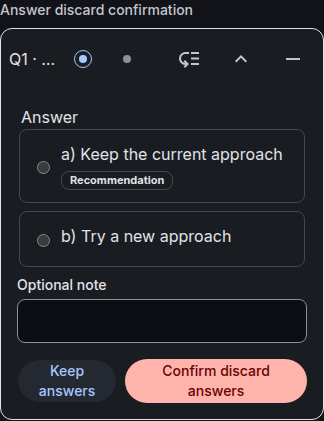 Answer discard confirmation
Q1 · ...
Answer
a) Keep the current approach
Recommendation
b) Try a new approach
Optional note
Keep
answers
Confirm discard
answers